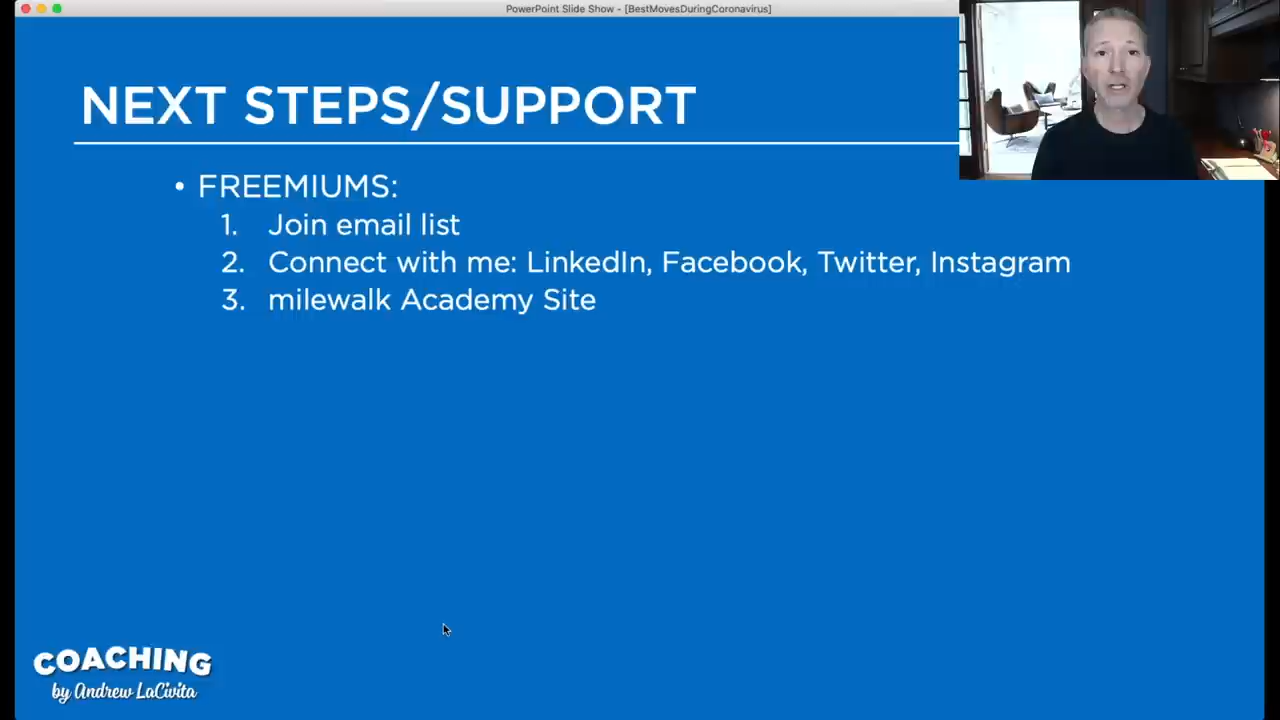 PowerPoint Slide Show - [BestMovesDuringCoronavirus]
NEXT STEPS/SUPPORT
• FREEMIUMS:
1. Join email list
2. Connect with me: LinkedIn, Facebook, Twitter, Instagram
3. milewalk Academy Site
COACHING
by Andrew LaCivita